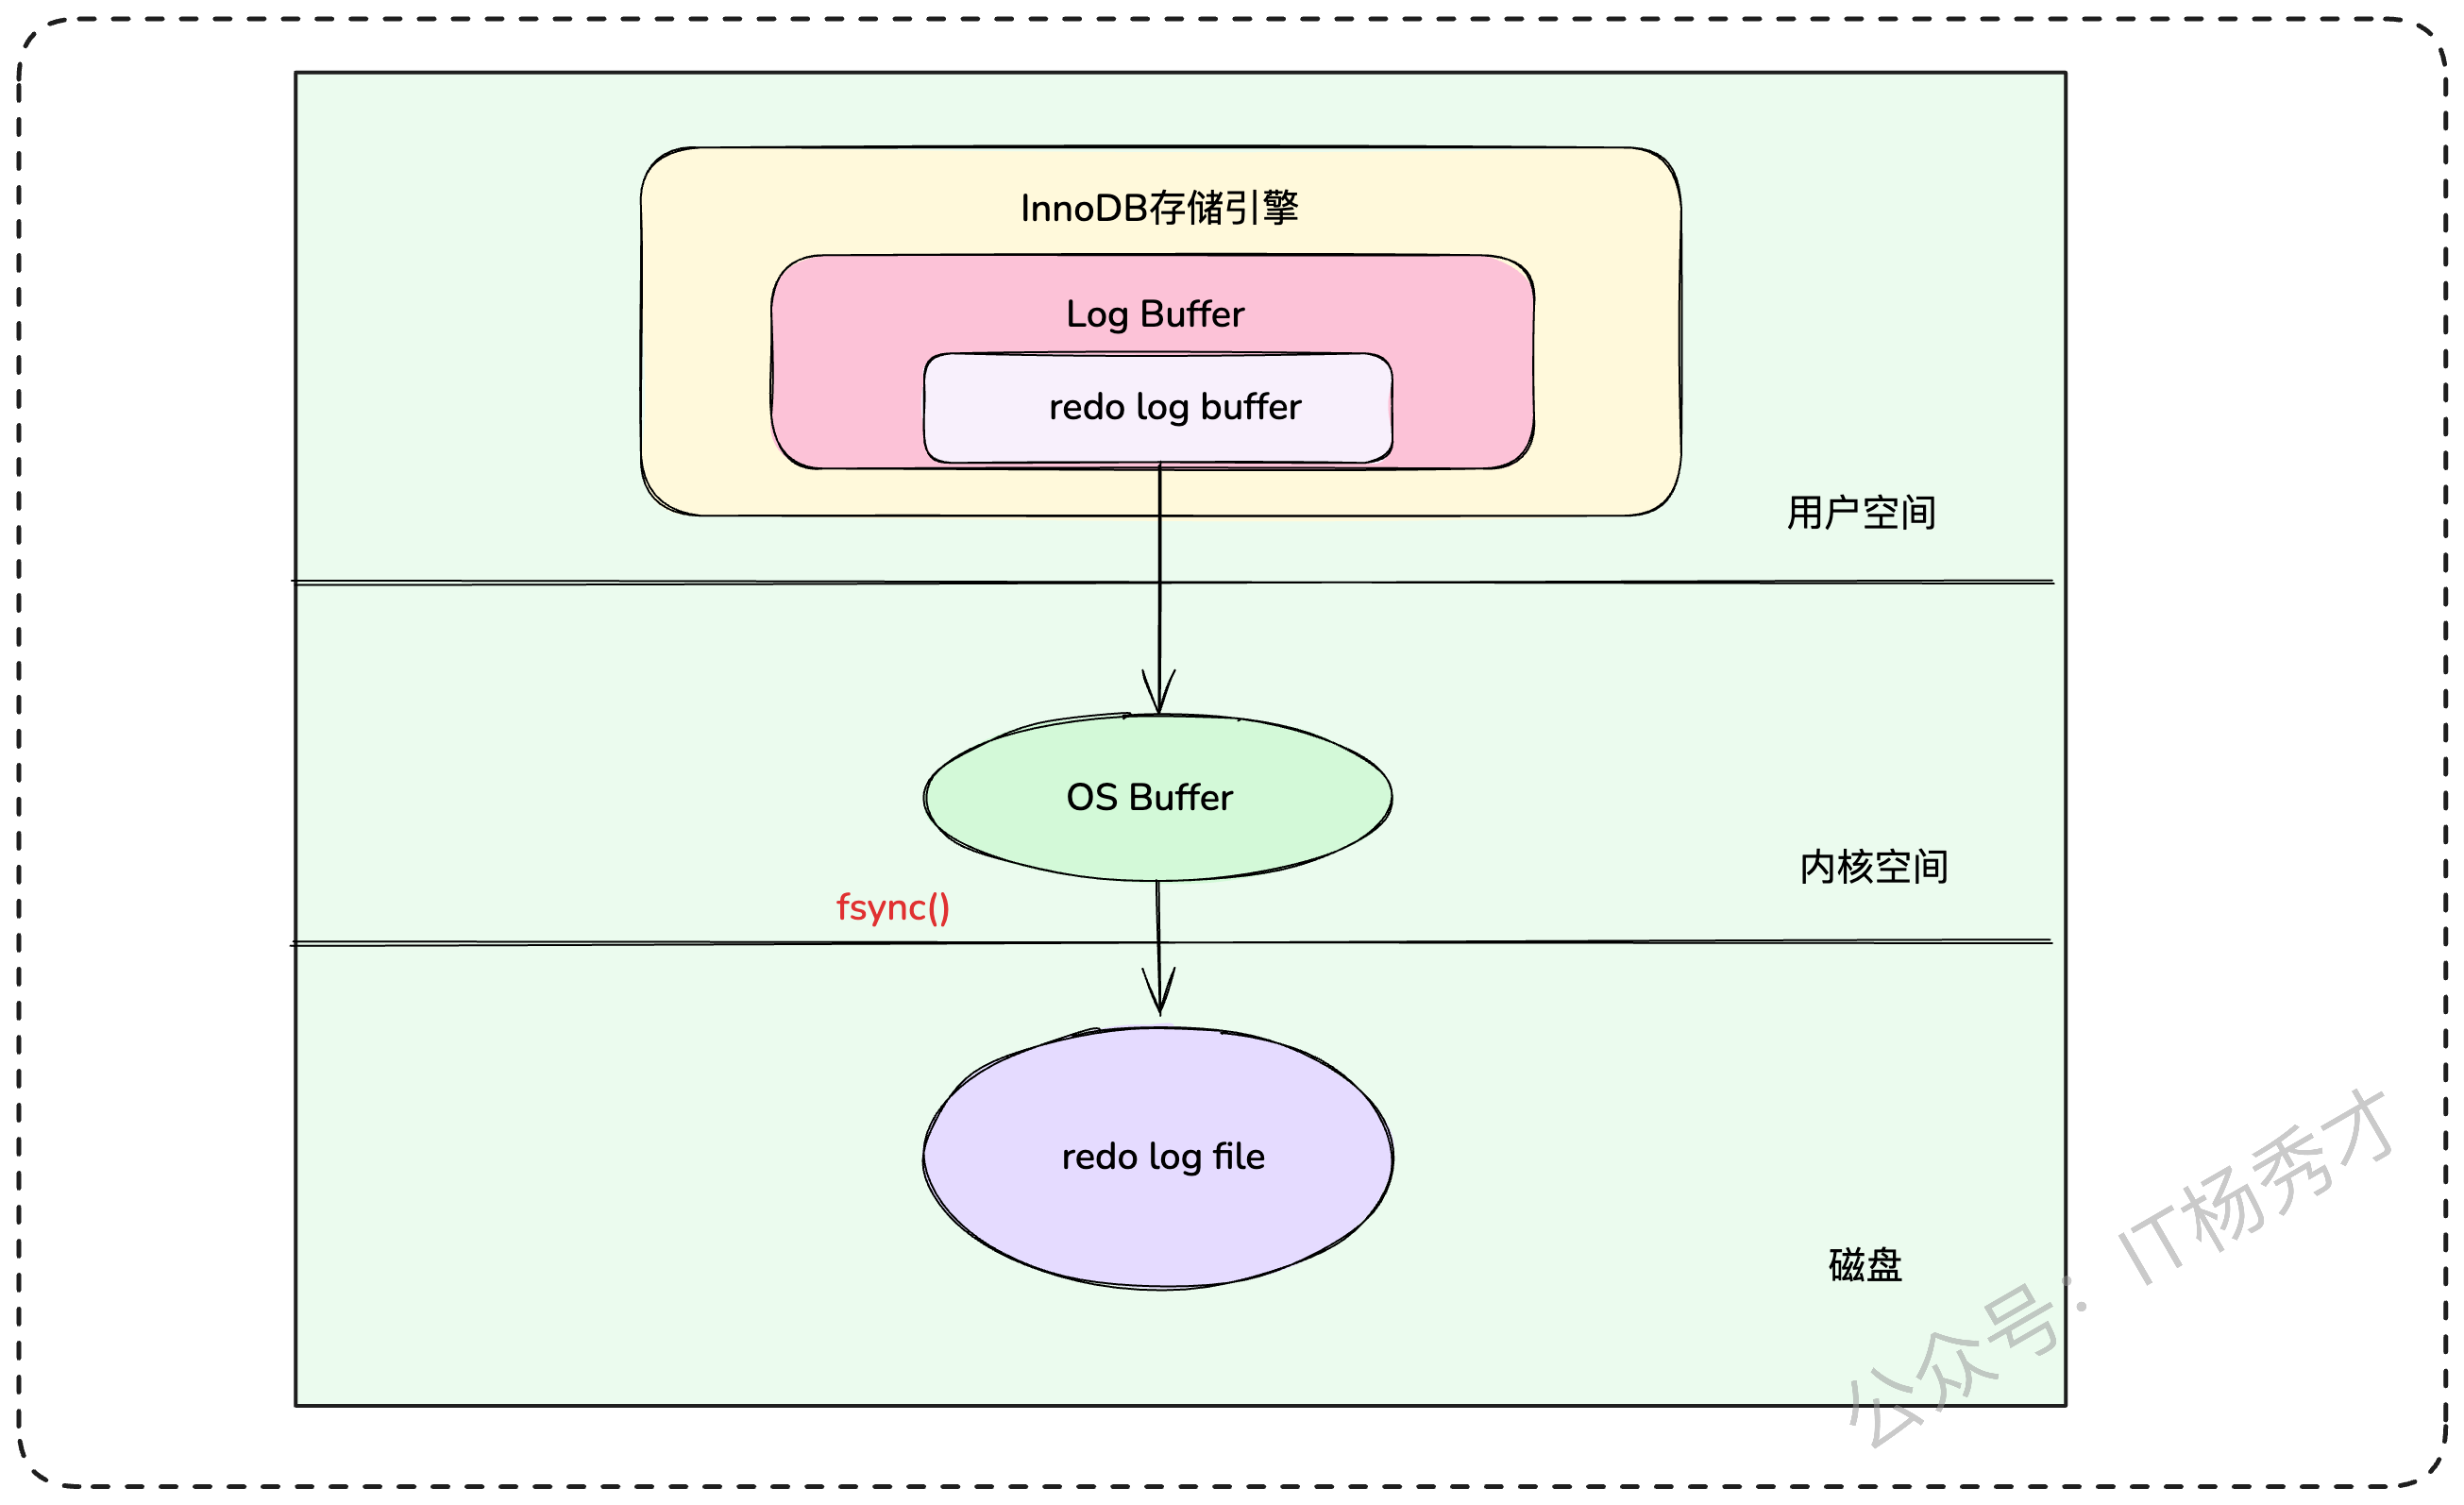 InnoDB存储引擎
Log Buffer
redo log buffer
用户空间
OS Buffer
内核空间
fsync()
redo log file
磁盘
公众号：IT杨秀才